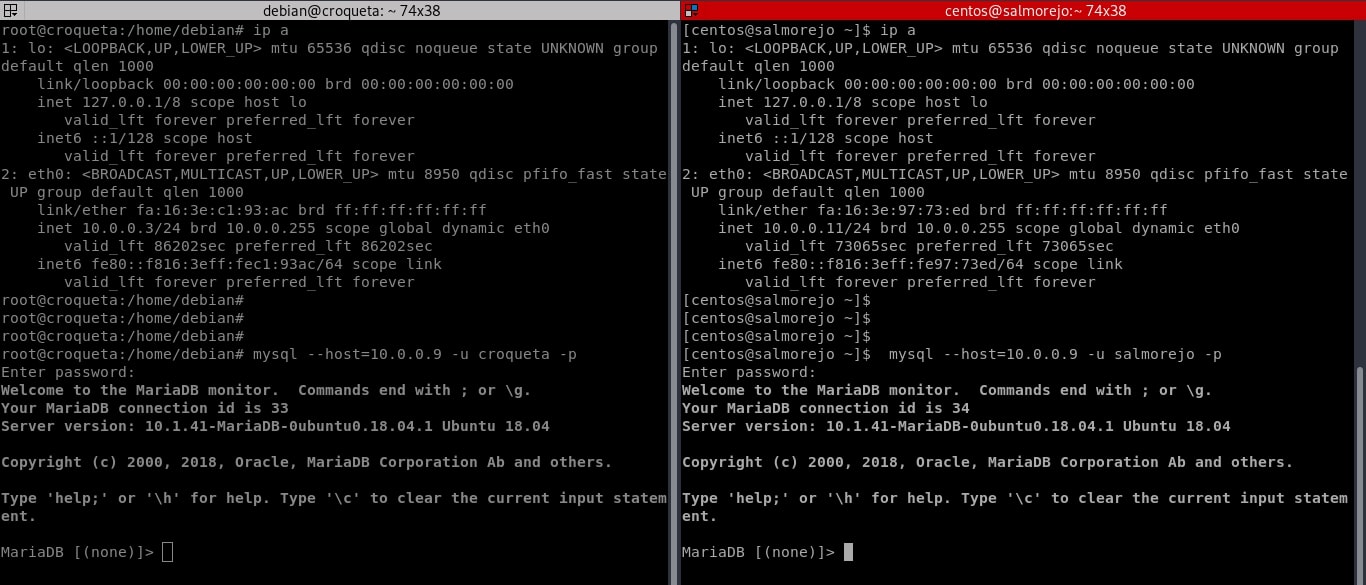 debian@croqueta: ~ 74x38
root@croqueta:/home/debian# ip a
1: lo: <LOOPBACK,UP,LOWER_UP> mtu 65536 qdisc noqueue state UNKNOWN group
default qlen 1000
    link/loopback 00:00:00:00:00:00 brd 00:00:00:00:00:00
    inet 127.0.0.1/8 scope host lo
       valid_lft forever preferred_lft forever
    inet6 ::1/128 scope host
       valid_lft forever preferred_lft forever
2: eth0: <BROADCAST,MULTICAST,UP,LOWER_UP> mtu 8950 qdisc pfifo_fast state
 UP group default qlen 1000
    link/ether fa:16:3e:c1:93:ac brd ff:ff:ff:ff:ff:ff
    inet 10.0.0.3/24 brd 10.0.0.255 scope global dynamic eth0
       valid_lft 86202sec preferred_lft 86202sec
    inet6 fe80::f816:3eff:fec1:93ac/64 scope link
       valid_lft forever preferred_lft forever
root@croqueta:/home/debian#
root@croqueta:/home/debian#
root@croqueta:/home/debian#
root@croqueta:/home/debian# mysql --host=10.0.0.9 -u croqueta -p
Enter password:
Welcome to the MariaDB monitor.  Commands end with ; or \g.
Your MariaDB connection id is 33
Server version: 10.1.41-MariaDB-0ubuntu0.18.04.1 Ubuntu 18.04

Copyright (c) 2000, 2018, Oracle, MariaDB Corporation Ab and others.

Type 'help;' or '\h' for help. Type '\c' to clear the current input statem
ent.

MariaDB [(none)]>
centos@salmorejo:~ 74x38
[centos@salmorejo ~]$ ip a
1: lo: <LOOPBACK,UP,LOWER_UP> mtu 65536 qdisc noqueue state UNKNOWN group
default qlen 1000
    link/loopback 00:00:00:00:00:00 brd 00:00:00:00:00:00
    inet 127.0.0.1/8 scope host lo
       valid_lft forever preferred_lft forever
    inet6 ::1/128 scope host
       valid_lft forever preferred_lft forever
2: eth0: <BROADCAST,MULTICAST,UP,LOWER_UP> mtu 8950 qdisc pfifo_fast state
 UP group default qlen 1000
    link/ether fa:16:3e:97:73:ed brd ff:ff:ff:ff:ff:ff
    inet 10.0.0.11/24 brd 10.0.0.255 scope global dynamic eth0
       valid_lft 73065sec preferred_lft 73065sec
    inet6 fe80::f816:3eff:fe97:73ed/64 scope link
       valid_lft forever preferred_lft forever
[centos@salmorejo ~]$
[centos@salmorejo ~]$
[centos@salmorejo ~]$
[centos@salmorejo ~]$  mysql --host=10.0.0.9 -u salmorejo -p
Enter password:
Welcome to the MariaDB monitor.  Commands end with ; or \g.
Your MariaDB connection id is 34
Server version: 10.1.41-MariaDB-0ubuntu0.18.04.1 Ubuntu 18.04

Copyright (c) 2000, 2018, Oracle, MariaDB Corporation Ab and others.

Type 'help;' or '\h' for help. Type '\c' to clear the current input statem
ent.

MariaDB [(none)]>